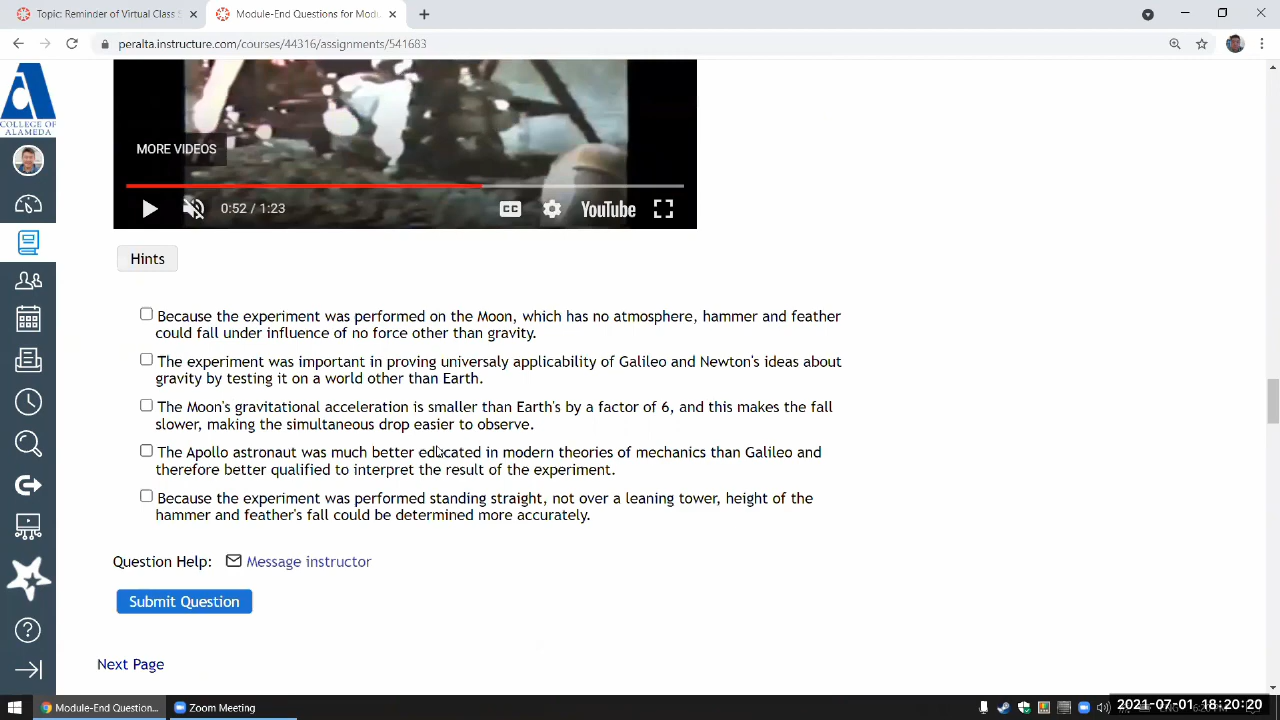 Topic: Reminder of Virtual Class S
Module-End Questions for Modu
peralta.instructure.com/courses/44316/assignments/541683
COLLEGE OF
ALAMEDA
MORE VIDEOS
0:52 / 1:23
CC
YouTube
Hints
Because the experiment was performed on the Moon, which has no atmosphere, hammer and feather
could fall under influence of no force other than gravity.
The experiment was important in proving universaly applicability of Galileo and Newton's ideas about
gravity by testing it on a world other than Earth.
The Moon's gravitational acceleration is smaller than Earth's by a factor of 6, and this makes the fall
slower, making the simultaneous drop easier to observe.
The Apollo astronaut was much better educated in modern theories of mechanics than Galileo and
therefore better qualified to interpret the result of the experiment.
Because the experiment was performed standing straight, not over a leaning tower, height of the
hammer and feather's fall could be determined more accurately.
Question Help: Message instructor
Submit Question
Next Page
Module-End Question...
Zoom Meeting
2021-07-01 18:20:20